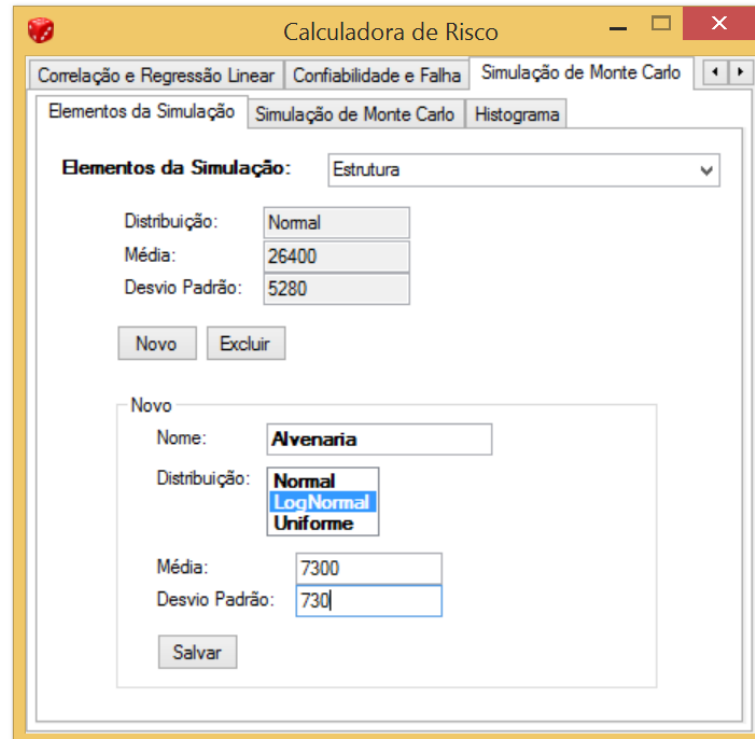 Calculadora de Risco
Correlação e Regressão Linear Confiabilidade e Falha Simulação de Monte Carlo
Elementos da Simulação Simulação de Monte Carlo Histograma
Elementos da Simulação: Estrutura
Distribuição: Normal
Média: 26400
Desvio Padrão: 5280
Novo Excluir
Novo
Nome: Alvenaria
Distribuição: Normal
LogNormal
Uniforme
Média: 7300
Desvio Padrão: 730
Salvar